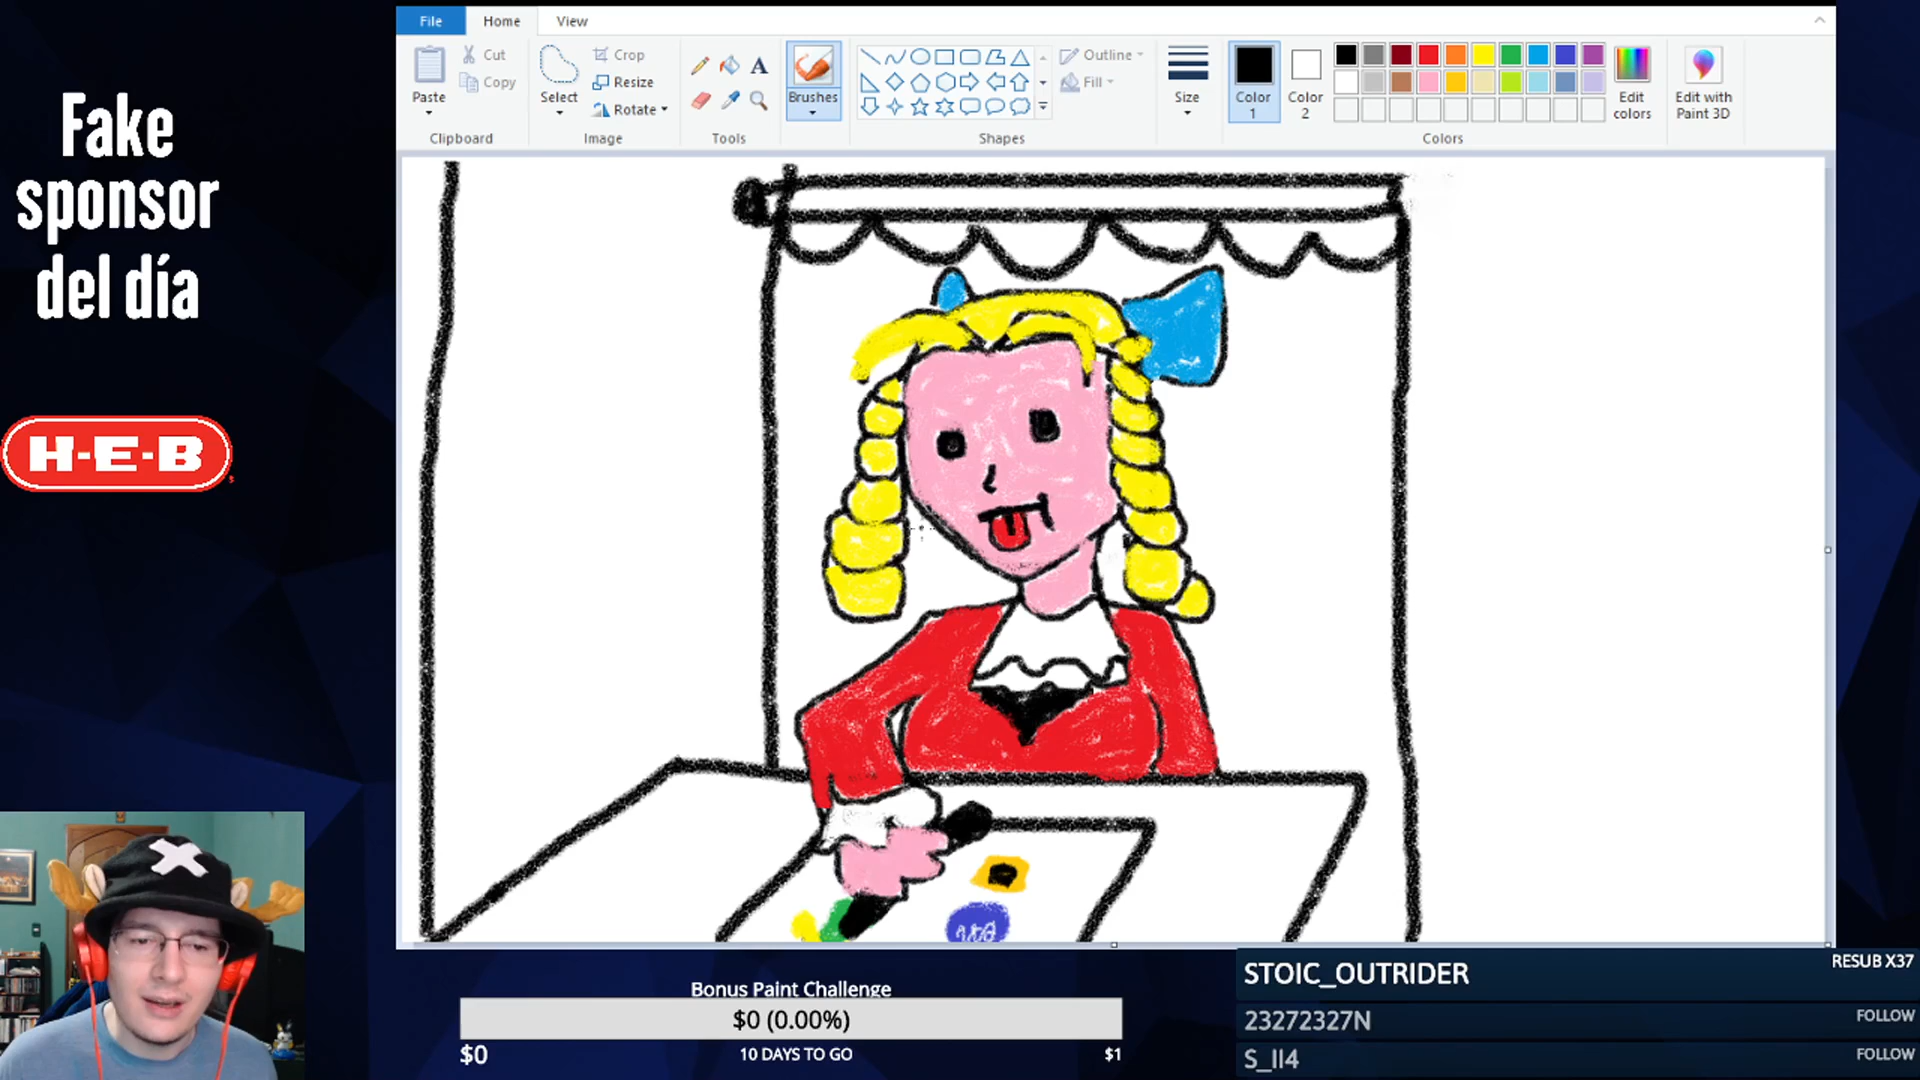 Fake
sponsor
del día
H-E-B
File
Home
View
Paste
Cut
Copy
Clipboard
Select
Crop
Resize
Rotate
Image
A
Tools
Brushes
Shapes
Outline
Fill
Size
Color
1
Color
2
Edit
colors
Colors
Edit with
Paint 3D
Bonus Paint Challenge
$0 (0.00%)
$0
10 DAYS TO GO
$1
STOIC_OUTRIDER
RESUB X37
23272327N
FOLLOW
S_II4
FOLLOW